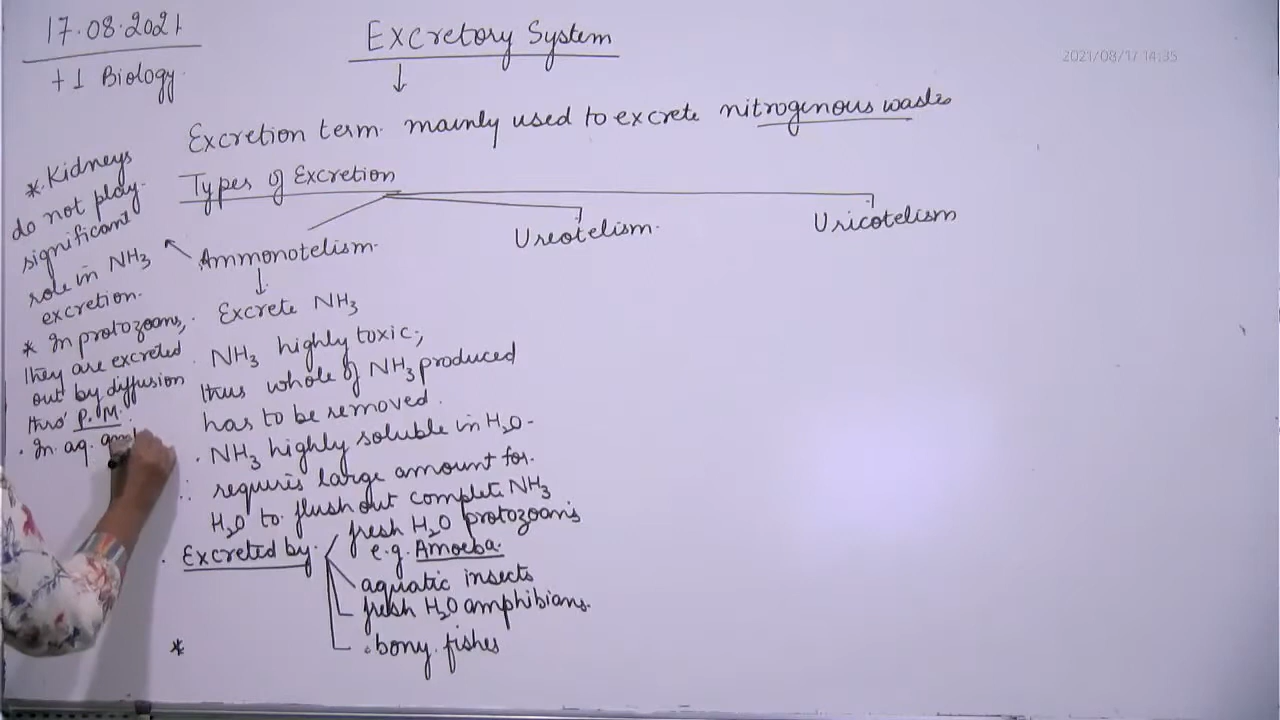 17.08.2021
+1 Biology
Excretory System
2021/08/17 14:35
Excretion term mainly used to excrete nitrogenous wastes
Types of Excretion
Ammonotelism
Ureotelism
Uricotelism
Excrete NH3
. NH3 highly toxic;
thus whole of NH3 produced
has to be removed.
. NH3 highly soluble in H2O
∴ requires large amount for
H2O to flush out complete NH3
. Excreted by
fresh H2O protozoans
e.g. Amoeba.
aquatic insects
fresh H2O amphibians.
bony fishes
*
* Kidneys
do not play
significant
role in NH3
excretion.
* In protozoans,
they are excreted
out by diffusion
thro' P.M.
. In aq.